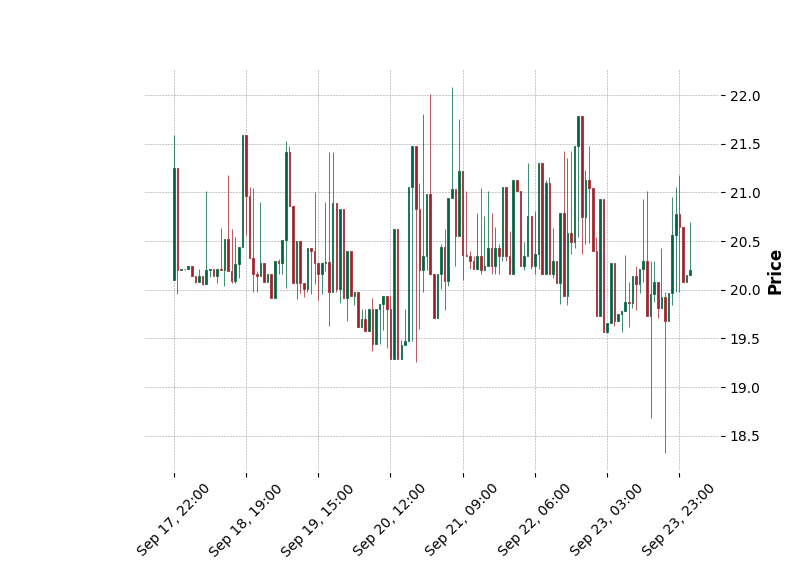 22.0
21.5
21.0
20.5
20.0
19.5
19.0
18.5
Price
Sep 17, 22:00
Sep 18, 19:00
Sep 19, 15:00
Sep 20, 12:00
Sep 21, 09:00
Sep 22, 06:00
Sep 23, 03:00
Sep 23, 23:00